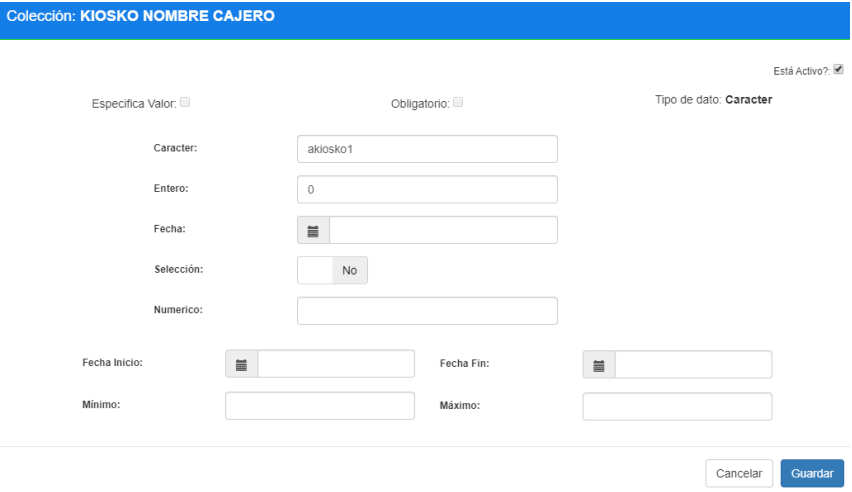 Colección: KIOSKO NOMBRE CAJERO
Está Activo?:
Especifica Valor:
Obligatorio:
Tipo de dato: Caracter
Caracter:
akiosko1
Entero:
0
Fecha:
Selección:
No
Numerico:
Fecha Inicio:
Fecha Fin:
Mínimo:
Máximo:
Cancelar
Guardar